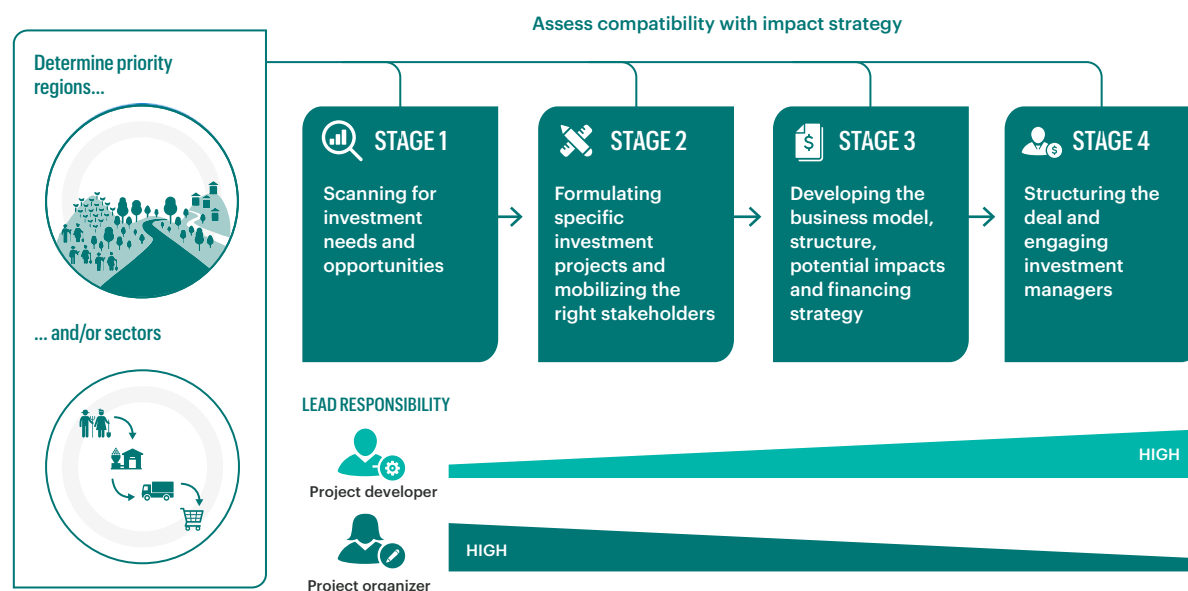 Assess compatibility with impact strategy
Determine priority
regions...
... and/or sectors
STAGE 1
Scanning for
investment
needs and
opportunities
STAGE 2
Formulating
specific
investment
projects and
mobilizing the
right stakeholders
STAGE 3
Developing the
business model,
structure,
potential impacts
and financing
strategy
STAGE 4
Structuring the
deal and
engaging
investment
managers
LEAD RESPONSIBILITY
Project developer
HIGH
Project organizer
HIGH